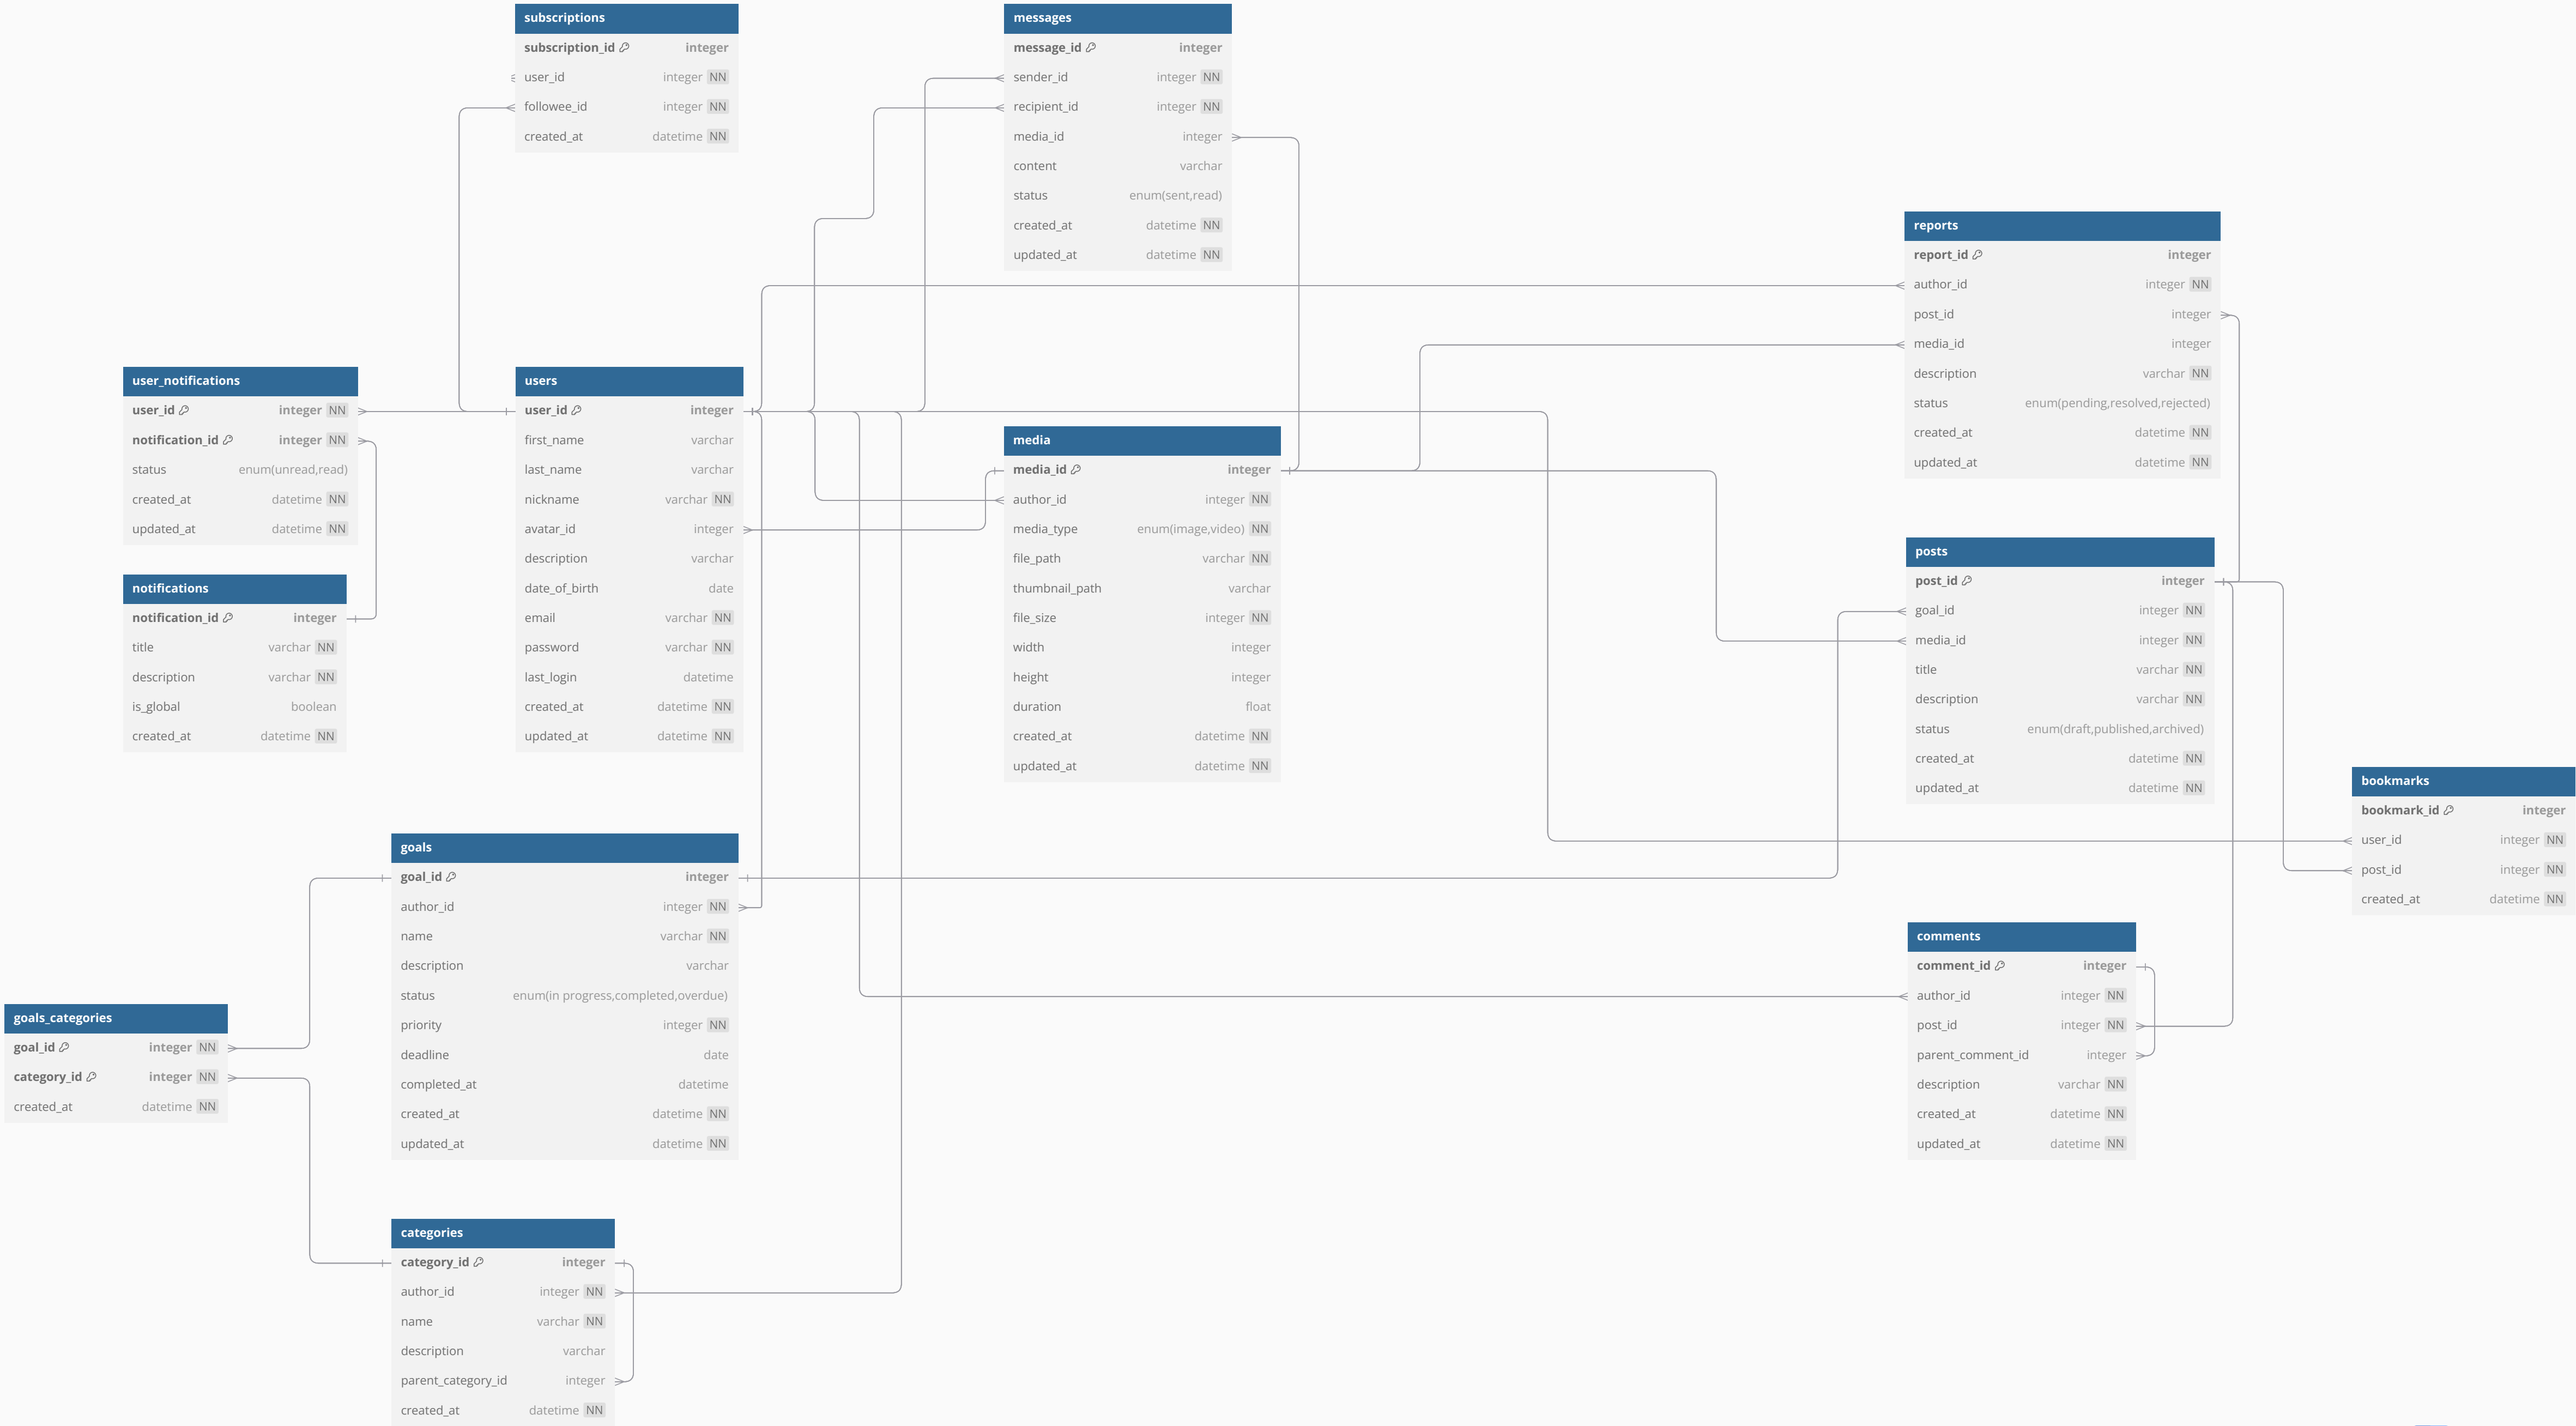 subscriptions
subscription_id integer
user_id integer NN
followee_id integer NN
created_at datetime NN
messages
message_id integer
sender_id integer NN
recipient_id integer NN
media_id integer
content varchar
status enum(sent,read)
created_at datetime NN
updated_at datetime NN
reports
report_id integer
author_id integer NN
post_id integer
media_id integer
description varchar NN
status enum(pending,resolved,rejected)
created_at datetime NN
updated_at datetime NN
user_notifications
user_id integer NN
notification_id integer NN
status enum(unread,read)
created_at datetime NN
updated_at datetime NN
users
user_id integer
first_name varchar
last_name varchar
nickname varchar NN
avatar_id integer
description varchar
date_of_birth date
email varchar NN
password varchar NN
last_login datetime
created_at datetime NN
updated_at datetime NN
media
media_id integer
author_id integer NN
media_type enum(image,video) NN
file_path varchar NN
thumbnail_path varchar
file_size integer NN
width integer
height integer
duration float
created_at datetime NN
updated_at datetime NN
notifications
notification_id integer
title varchar NN
description varchar NN
is_global boolean
created_at datetime NN
posts
post_id integer
goal_id integer NN
media_id integer NN
title varchar NN
description varchar NN
status enum(draft,published,archived)
created_at datetime NN
updated_at datetime NN
bookmarks
bookmark_id integer
user_id integer NN
post_id integer NN
created_at datetime NN
goals
goal_id integer
author_id integer NN
name varchar NN
description varchar
status enum(in progress,completed,overdue)
priority integer NN
deadline date
completed_at datetime
created_at datetime NN
updated_at datetime NN
comments
comment_id integer
author_id integer NN
post_id integer NN
parent_comment_id integer
description varchar NN
created_at datetime NN
updated_at datetime NN
goals_categories
goal_id integer NN
category_id integer NN
created_at datetime NN
categories
category_id integer
author_id integer NN
name varchar NN
description varchar
parent_category_id integer
created_at datetime NN